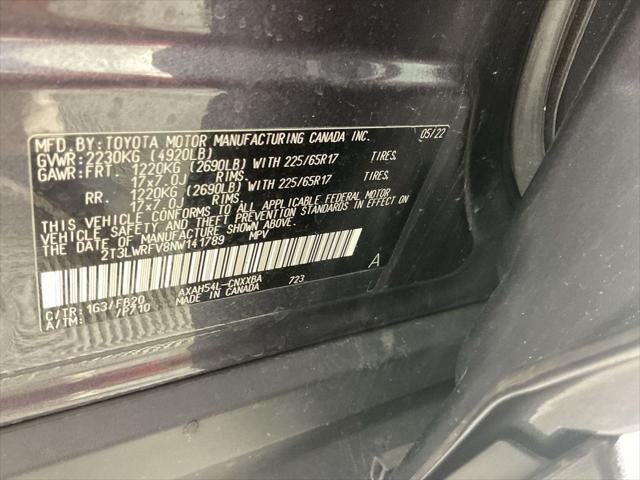 MFD. BY: TOYOTA MOTOR MANUFACTURING CANADA INC. 05/22
GVWR: 2230KG (4920LB)
GAWR: FRT. 1220KG (2690LB) WITH 225/65R17 TIRES,
17x7.0J RIMS.
RR. 1220KG (2690LB) WITH 225/65R17 TIRES,
17x7.0J RIMS
THIS VEHICLE CONFORMS TO ALL APPLICABLE FEDERAL MOTOR
VEHICLE SAFETY AND THEFT PREVENTION STANDARDS IN EFFECT ON
THE DATE OF MANUFACTURE SHOWN ABOVE.
2T3LWRFV8NW141789 MPV
C/TR: 1G3/FB20 AXAH54L-CNXXBA 723 A
A/TM: /P710 MADE IN CANADA